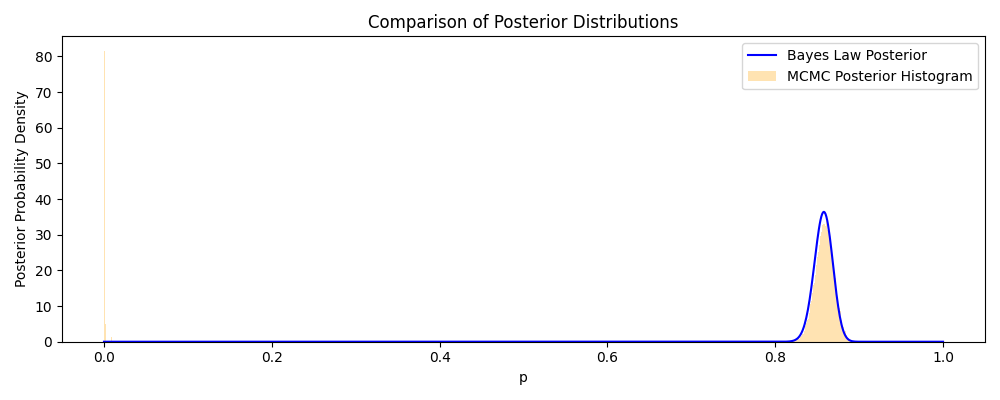 Comparison of Posterior Distributions
Bayes Law Posterior
MCMC Posterior Histogram
Posterior Probability Density
80
70
60
50
40
30
20
10
0
0.0 0.2 0.4 0.6 0.8 1.0
p